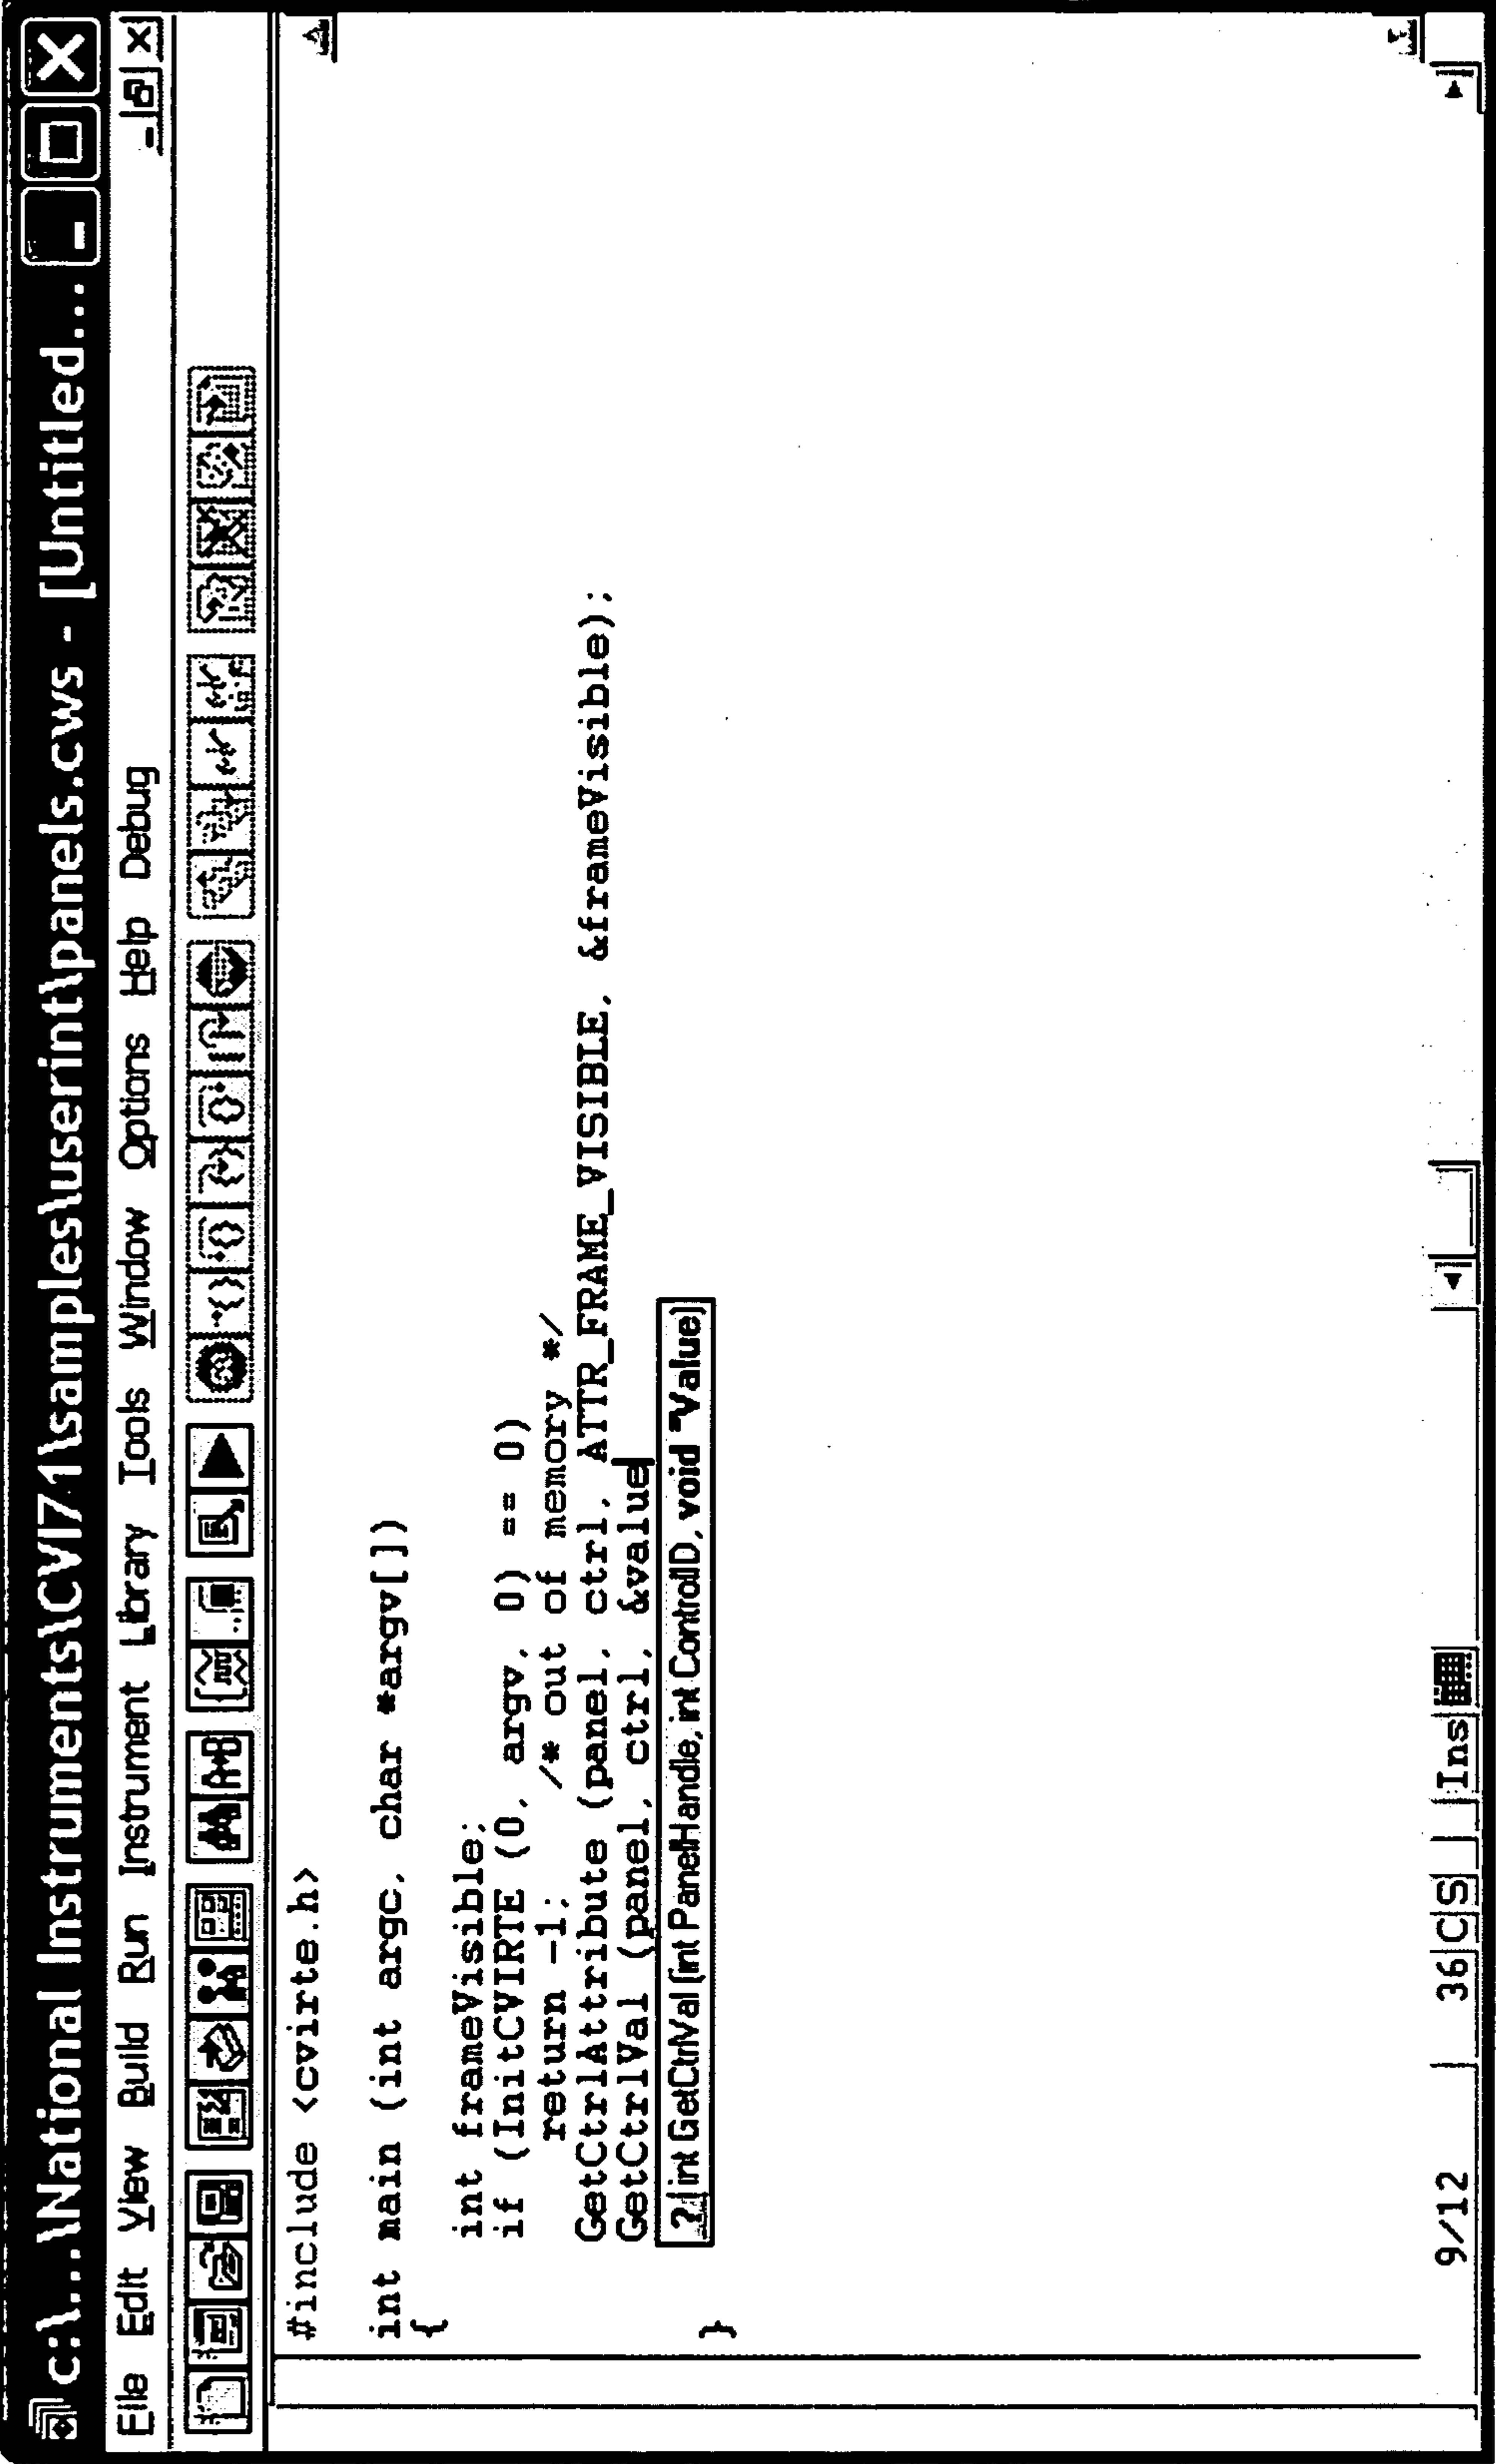 c:\...\National Instruments\CVI71\samples\userint\panels.cws - [Untitled...
File Edit View Build Run Instrument Library Tools Window Options Help Debug
#include <cvirte.h>
int main (int argc, char *argv[])
{
int frameVisible;
if (InitCVIRTE (0, argv, 0) == 0)
return -1; /* out of memory */
GetCtrlAttribute (panel, ctrl, ATTR_FRAME_VISIBLE, &frameVisible);
GetCtrlVal (panel, ctrl, &value
? int GetCtrlVal (int PanelHandle, int ControlID, void *Value)
}
9/12 36 C S Ins